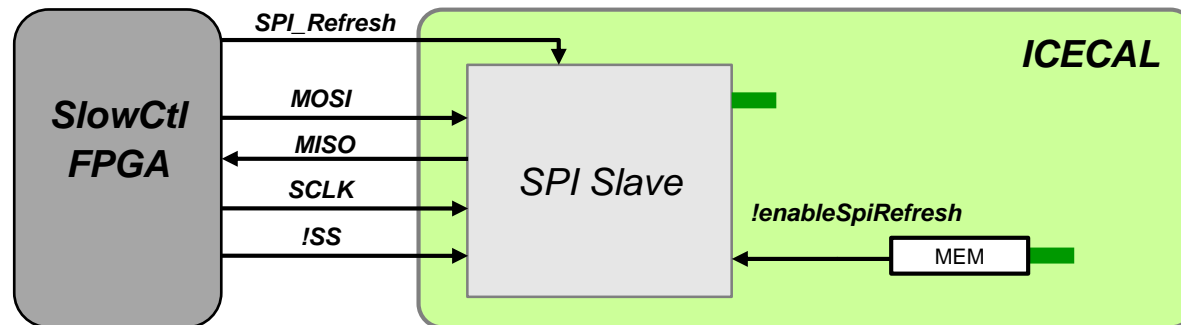 SPI_Refresh
ICECAL
SlowCtl
FPGA
MOSI
MISO
SPI Slave
SCLK
!enableSpiRefresh
!SS
MEM